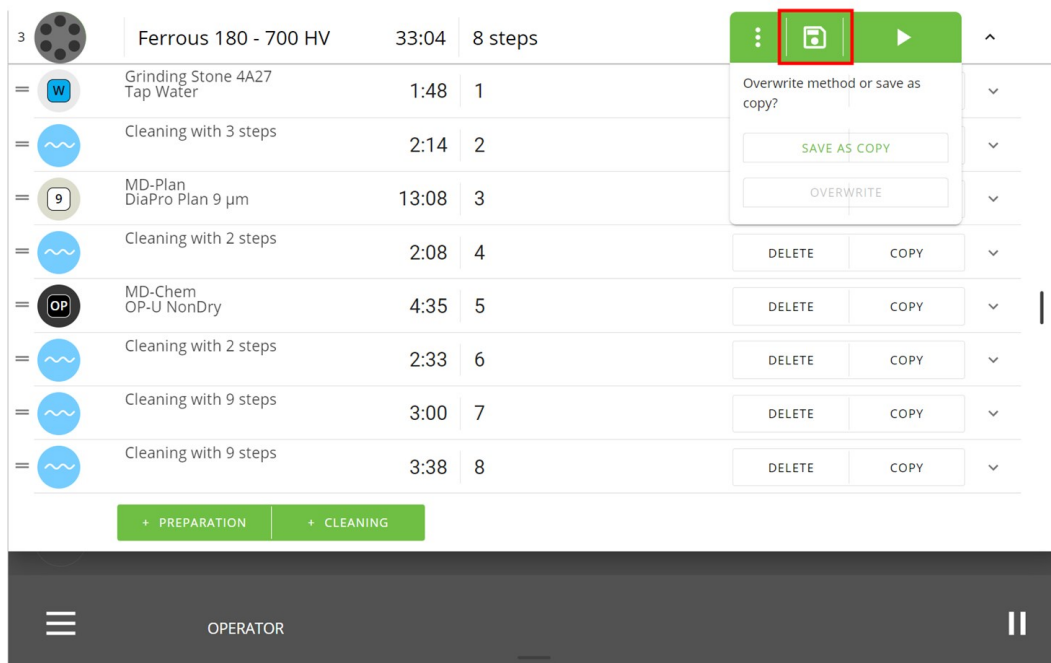 3 Ferrous 180 - 700 HV 33:04 8 steps
Overwrite method or save as
copy?
SAVE AS COPY
OVERWRITE
W Grinding Stone 4A27
Tap Water 1:48 1
Cleaning with 3 steps 2:14 2
9 MD-Plan
DiaPro Plan 9 µm 13:08 3
Cleaning with 2 steps 2:08 4 DELETE COPY
OP MD-Chem
OP-U NonDry 4:35 5 DELETE COPY
Cleaning with 2 steps 2:33 6 DELETE COPY
Cleaning with 9 steps 3:00 7 DELETE COPY
Cleaning with 9 steps 3:38 8 DELETE COPY
+ PREPARATION + CLEANING
OPERATOR